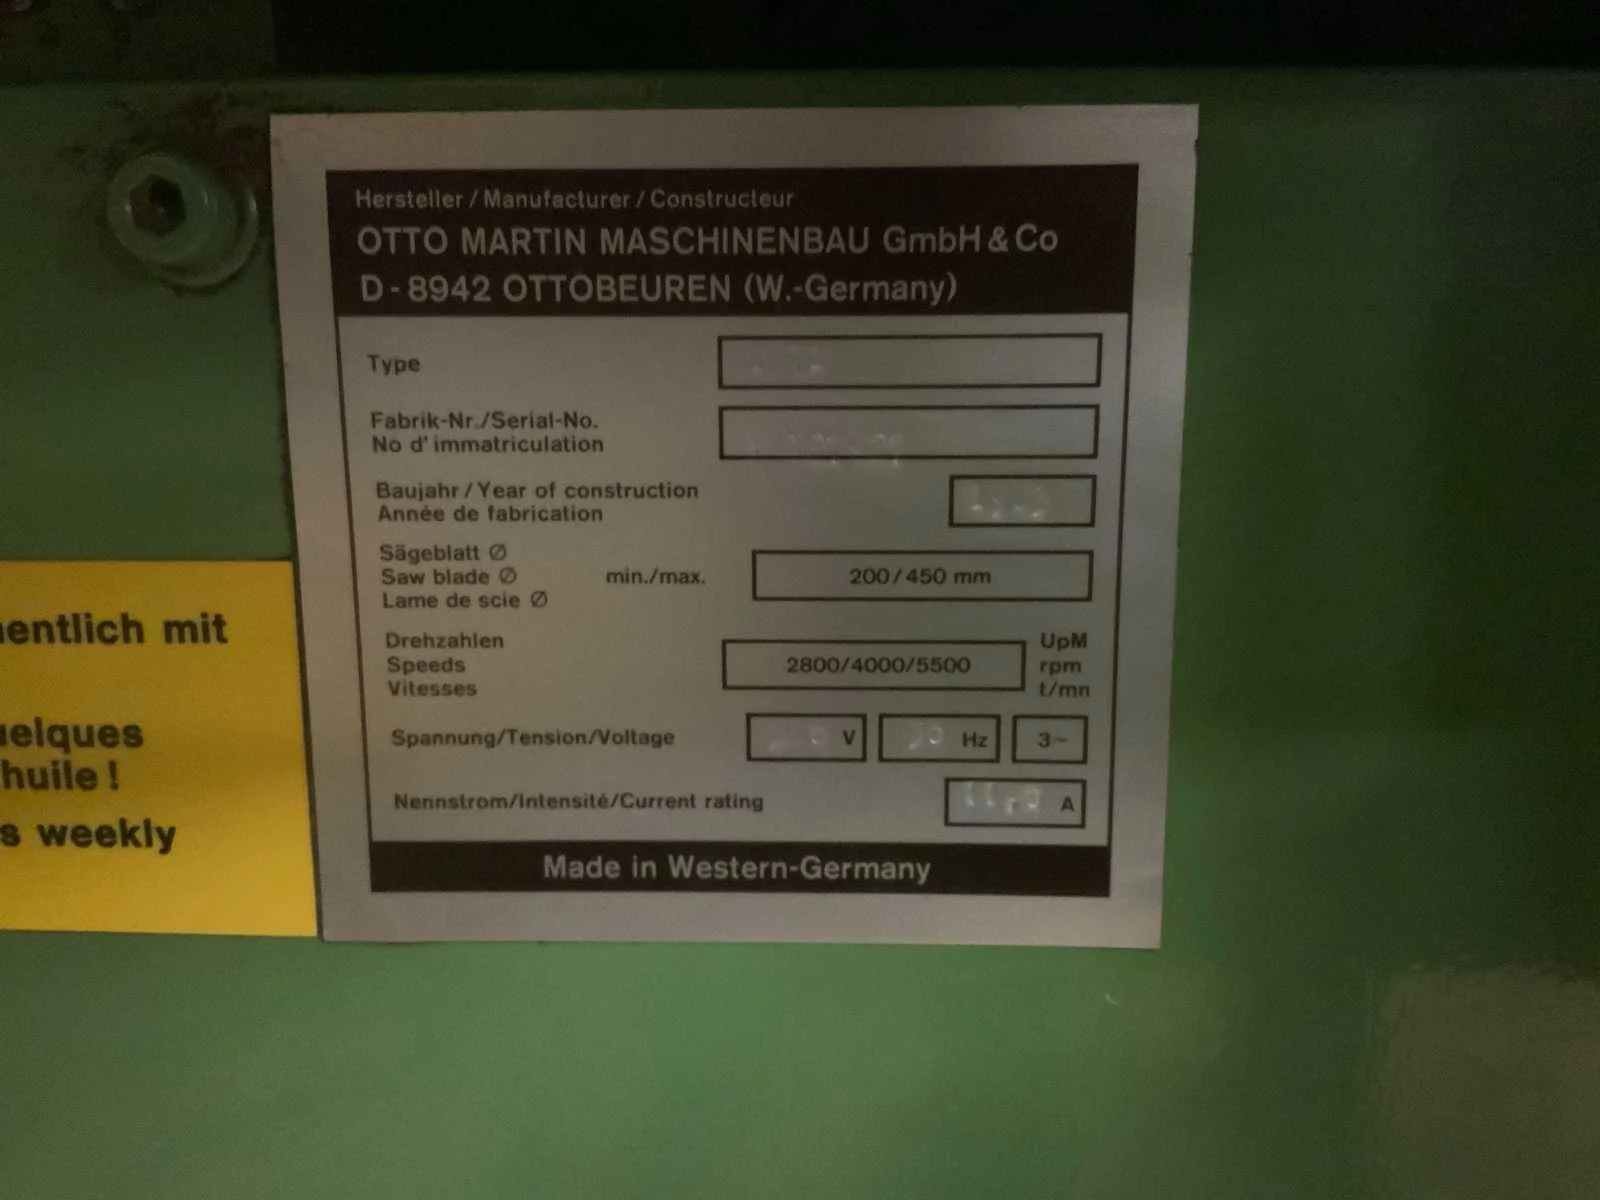 Hersteller / Manufacturer / Constructeur
OTTO MARTIN MASCHINENBAU GmbH & Co
D - 8942 OTTOBEUREN (W.-Germany)
Type
Fabrik-Nr./Serial-No.
No d'immatriculation
Baujahr / Year of construction
Année de fabrication
Sägeblatt Ø
Saw blade Ø min./max. 200/450 mm
Lame de scie Ø
Drehzahlen UpM
Speeds 2800/4000/5500 rpm
Vitesses t/mn
Spannung/Tension/Voltage V Hz 3~
Nennstrom/Intensité/Current rating A
Made in Western-Germany
mit
huile !
weekly